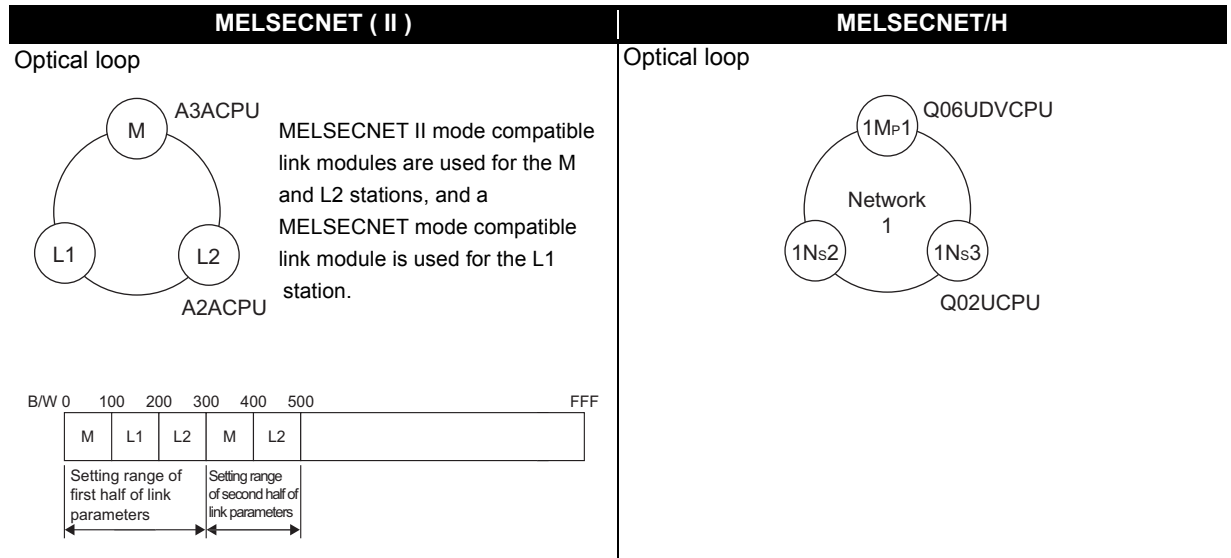 MELSECNET ( II )
MELSECNET/H
Optical loop
M
A3ACPU
L1
L2
A2ACPU
MELSECNET II mode compatible
link modules are used for the M
and L2 stations, and a
MELSECNET mode compatible
link module is used for the L1
station.
B/W 0 100 200 300 400 500 FFF
M L1 L2 M L2
Setting range of
first half of link
parameters
Setting range
of second half of
link parameters
Optical loop
1MP1
Q06UDVCPU
Network
1
1NS2
1NS3
Q02UCPU